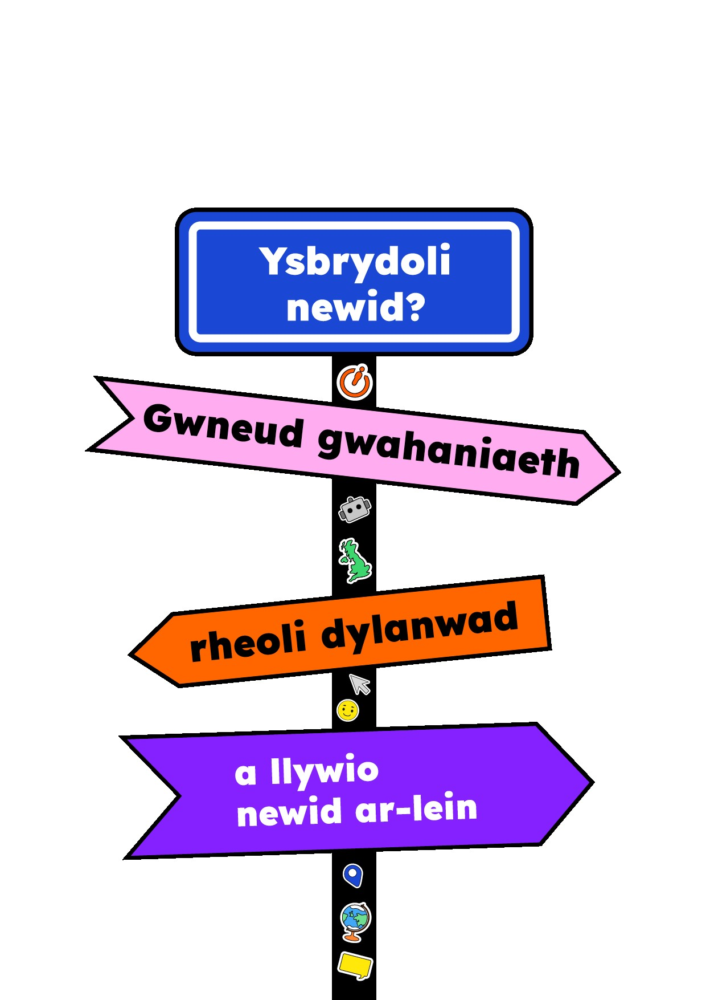 Ysbrydoli
newid?
Gwneud gwahaniaeth
rheoli dylanwad
a llywio
newid ar-lein